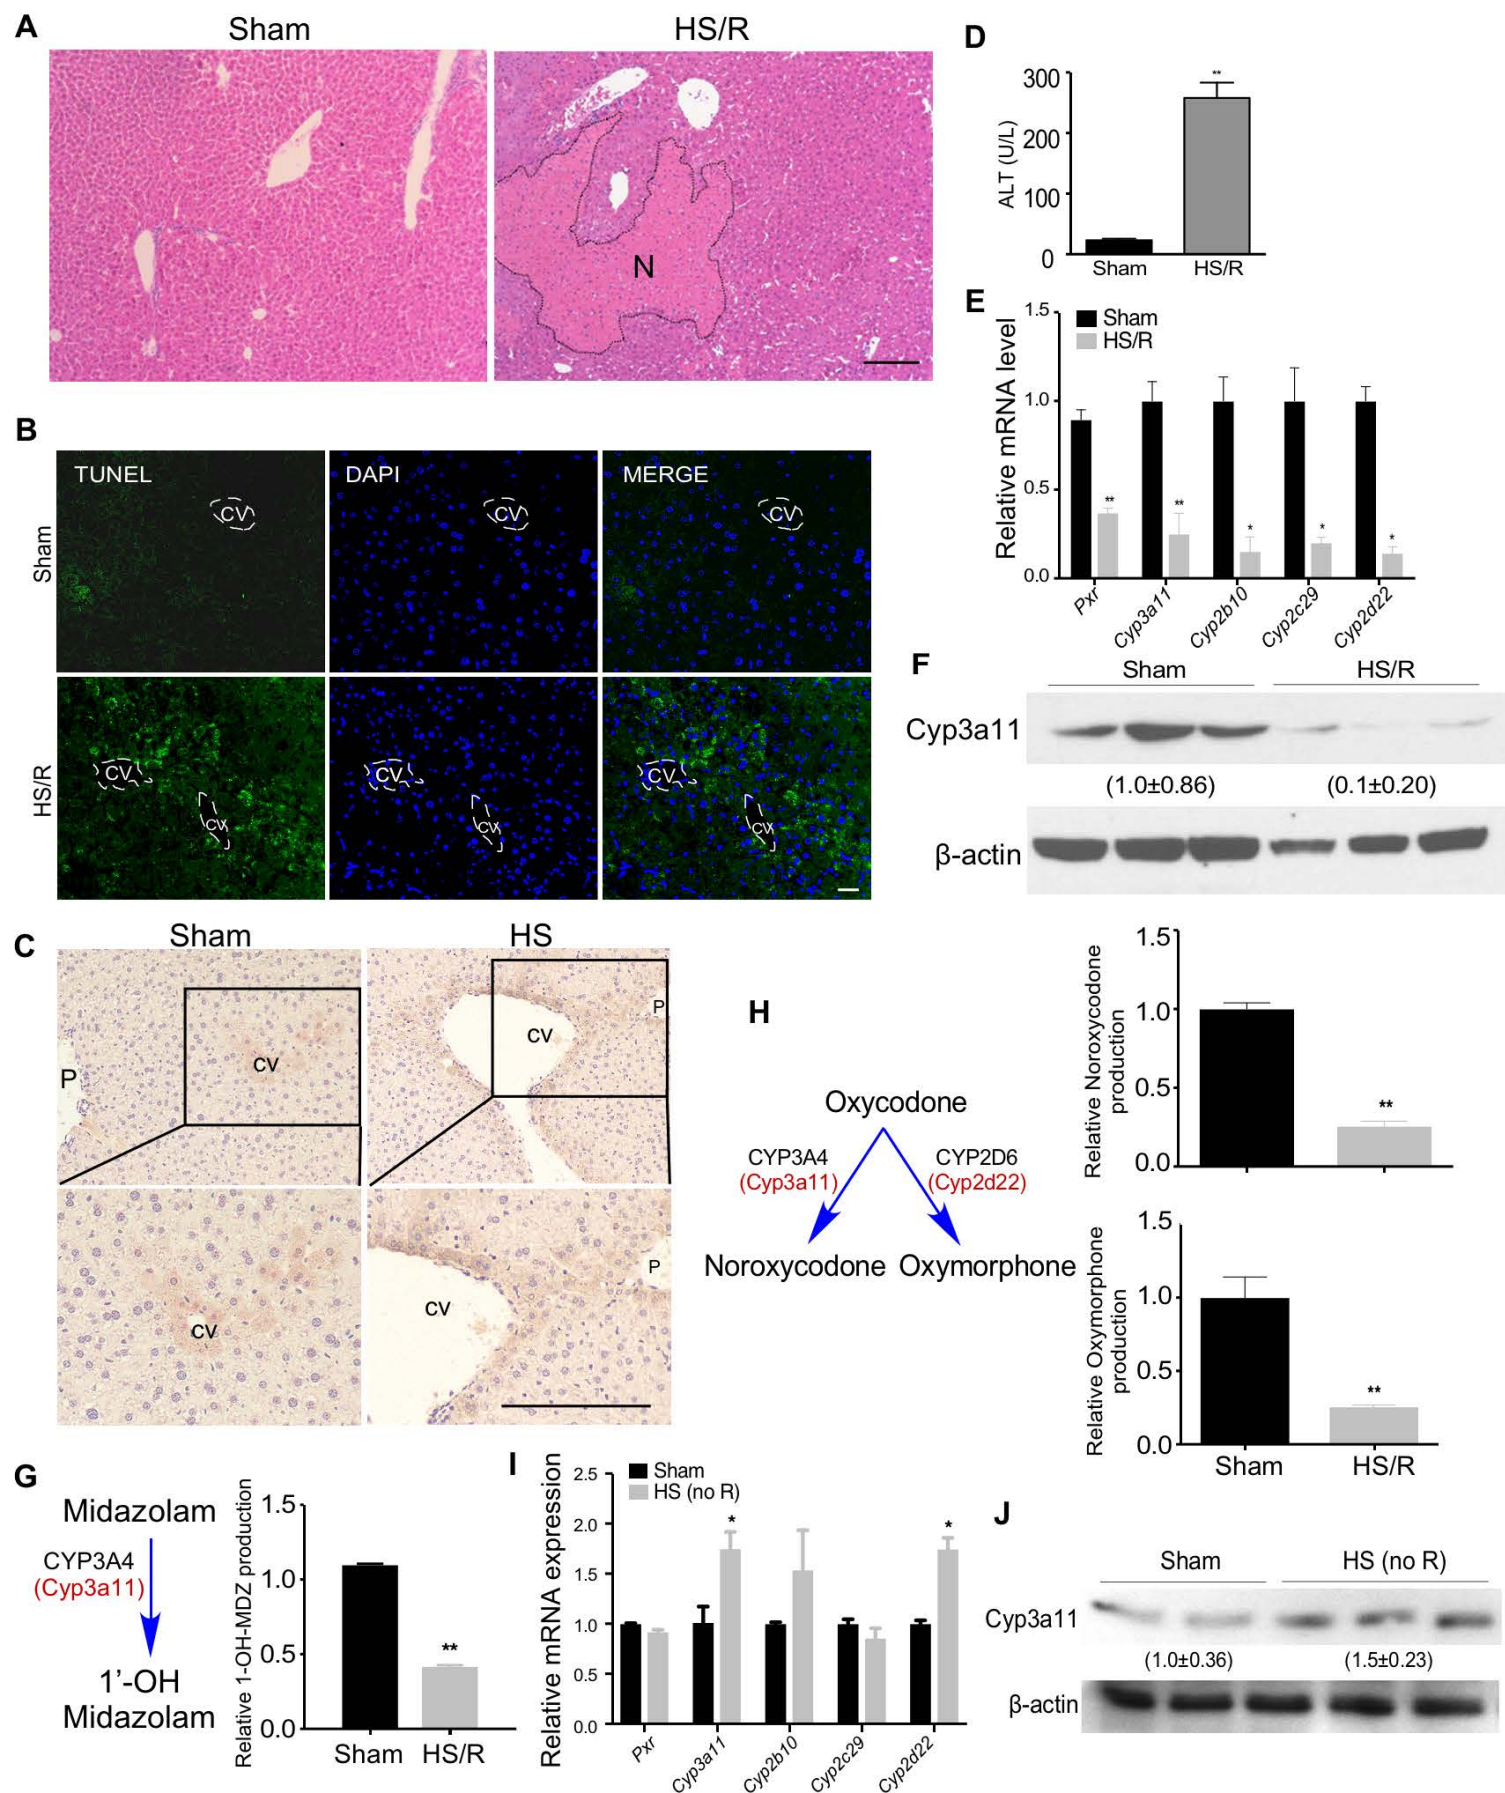 A
Sham
HS/R
N
B
TUNEL
DAPI
MERGE
Sham
CV
CV
CV
HS/R
CV
CV
CV
CV
CV
CV
C
Sham
HS
P
CV
CV
P
CV
CV
P
D
ALT (U/L)
300
200
100
0
**
Sham
HS/R
E
Relative mRNA level
1.5
1.0
0.5
0.0
Sham
HS/R
**
**
*
*
*
Pxr
Cyp3a11
Cyp2b10
Cyp2c29
Cyp2d22
F
Sham
HS/R
Cyp3a11
(1.0±0.86)
(0.1±0.20)
β-actin
H
Oxycodone
CYP3A4
(Cyp3a11)
CYP2D6
(Cyp2d22)
Noroxycodone
Oxymorphone
Relative Noroxycodone
production
1.5
1.0
0.5
0.0
**
Relative Oxymorphone
production
1.5
1.0
0.5
0.0
**
Sham
HS/R
G
Midazolam
CYP3A4
(Cyp3a11)
1’-OH
Midazolam
Relative 1-OH-MDZ production
1.5
1.0
0.5
0.0
**
Sham
HS/R
I
Relative mRNA expression
2.5
2.0
1.5
1.0
0.5
0.0
Sham
HS (no R)
*
*
Pxr
Cyp3a11
Cyp2b10
Cyp2c29
Cyp2d22
J
Sham
HS (no R)
Cyp3a11
(1.0±0.36)
(1.5±0.23)
β-actin